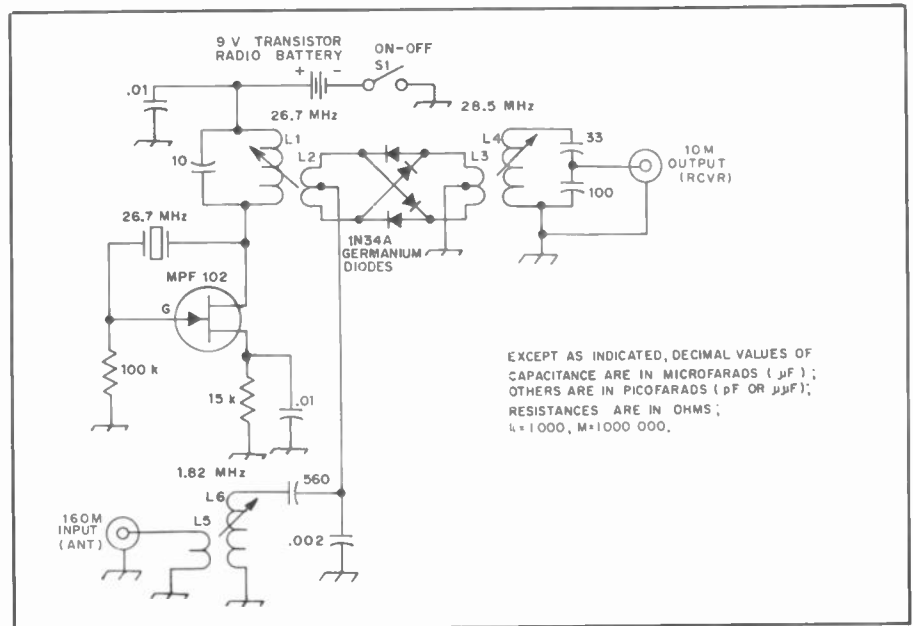 9 V TRANSISTOR
RADIO BATTERY
ON-OFF
S1
+
-
.01
26.7 MHz
28.5 MHz
L1
L2
L3
L4
33
10
100
10M
OUTPUT
(RCVR)
26.7 MHz
1N34A
GERMANIUM
DIODES
MPF 102
G
100 k
15 k
.01
EXCEPT AS INDICATED, DECIMAL VALUES OF
CAPACITANCE ARE IN MICROFARADS (µF);
OTHERS ARE IN PICOFARADS (pF OR µµF);
RESISTANCES ARE IN OHMS;
k=1000, M=1000 000.
1.82 MHz
560
L6
L5
160M
INPUT
(ANT)
.002